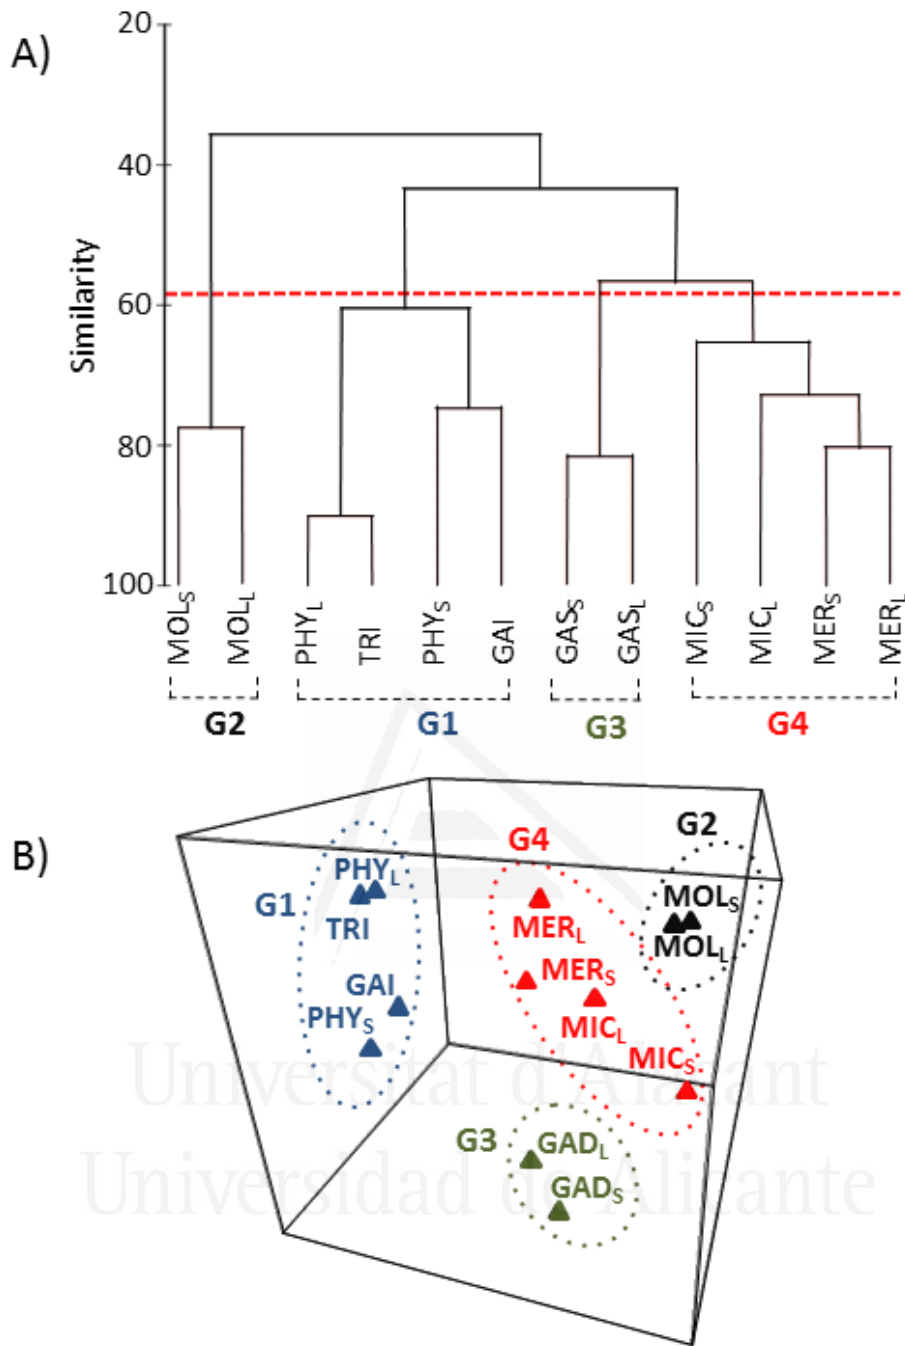 A)
20
40
60
80
100
Similarity
MOLS
MOLL
PHYL
TRI
PHYS
GAI
GASS
GASL
MICS
MICL
MERS
MERL
G2
G1
G3
G4
B)
G4
G2
G1
PHYL
TRI
MOLS
MOLL
MERL
MERS
GAI
PHYS
MICL
MICS
G3
GADL
GADS
Universitat d'Alacant
Universidad de Alicante